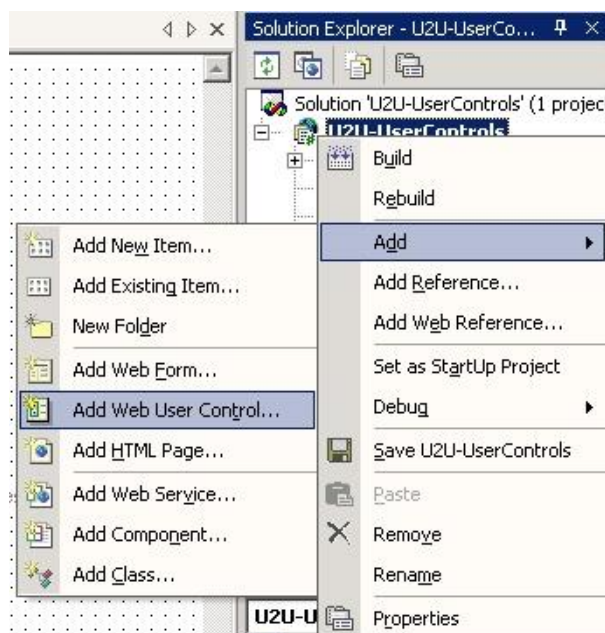 Solution Explorer - U2U-UserCo...
Solution 'U2U-UserControls' (1 projec
U2U-UserControls
Build
Rebuild
Add
Add Reference...
Add Web Reference...
Set as StartUp Project
Debug
Save U2U-UserControls
Paste
Remove
Rename
Properties
Add New Item...
Add Existing Item...
New Folder
Add Web Form...
Add Web User Control...
Add HTML Page...
Add Web Service...
Add Component...
Add Class...
U2U-U